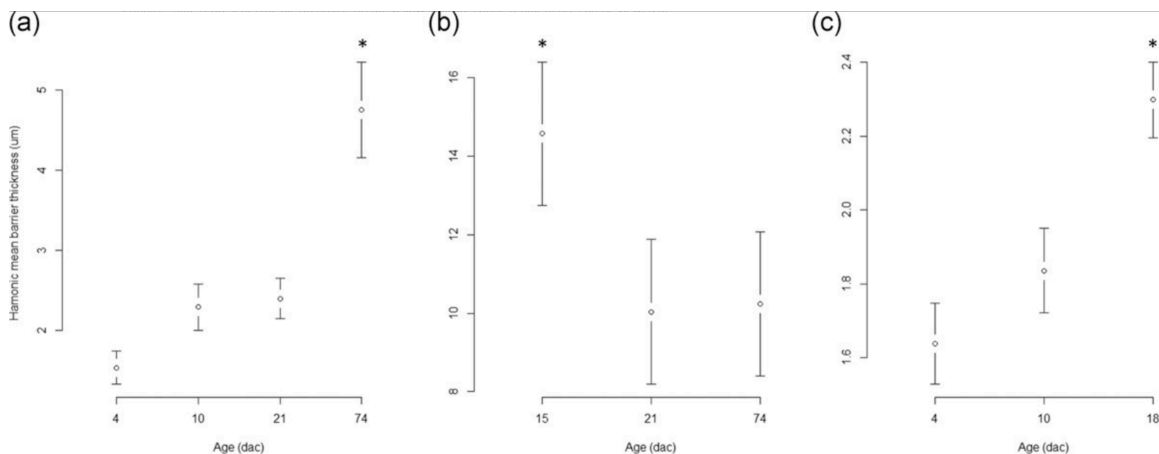 (a)
*
5
4
3
2
Hamonic mean barrier thickness (um)
4 10 21 74
Age (dac)
(b)
*
16
14
12
10
8
15 21 74
Age (dac)
(c)
*
2.4
2.2
2.0
1.8
1.6
4 10 18
Age (dac)